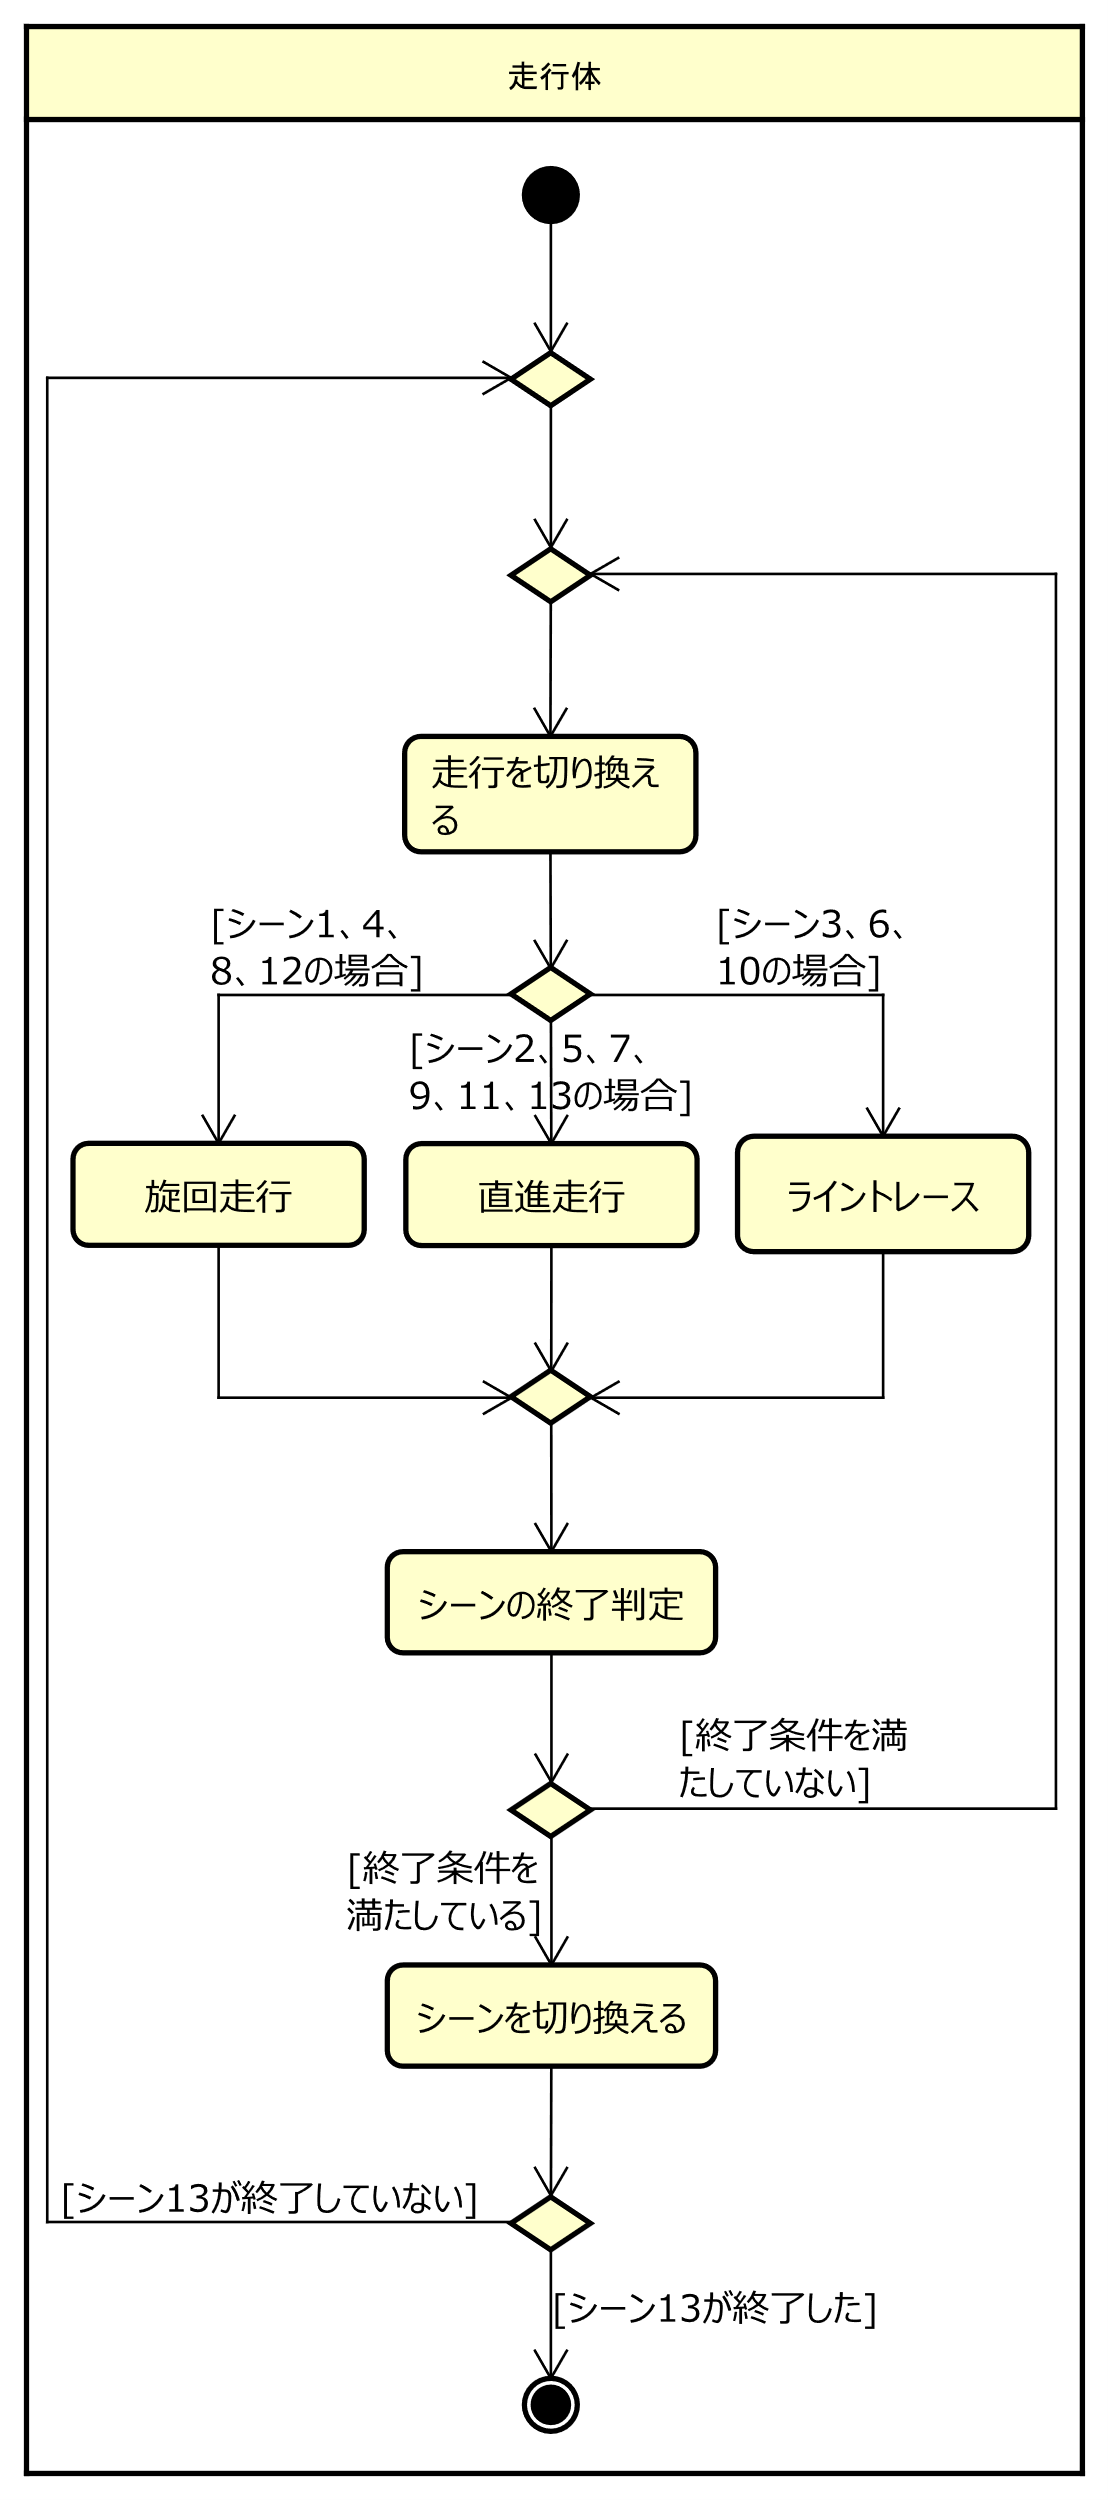 走行体
走行を切り換え
る
[シーン1、4、
8、12の場合]
[シーン3、6、
10の場合]
[シーン2、5、7、
9、11、13の場合]
旋回走行
直進走行
ライントレース
シーンの終了判定
[終了条件を満
たしていない]
[終了条件を
満たしている]
シーンを切り換える
[シーン13が終了していない]
[シーン13が終了した]